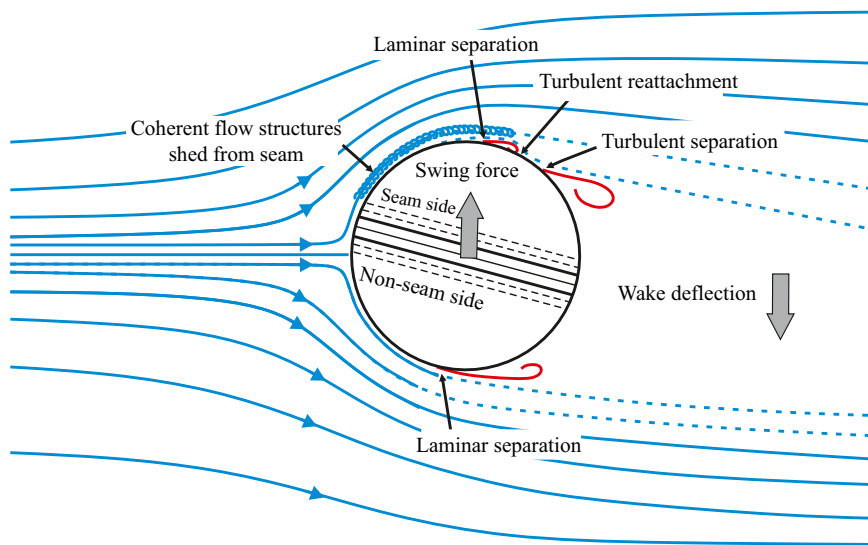 Laminar separation
Turbulent reattachment
Coherent flow structures
shed from seam
Turbulent separation
Swing force
Seam side
Non-seam side
Wake deflection
Laminar separation